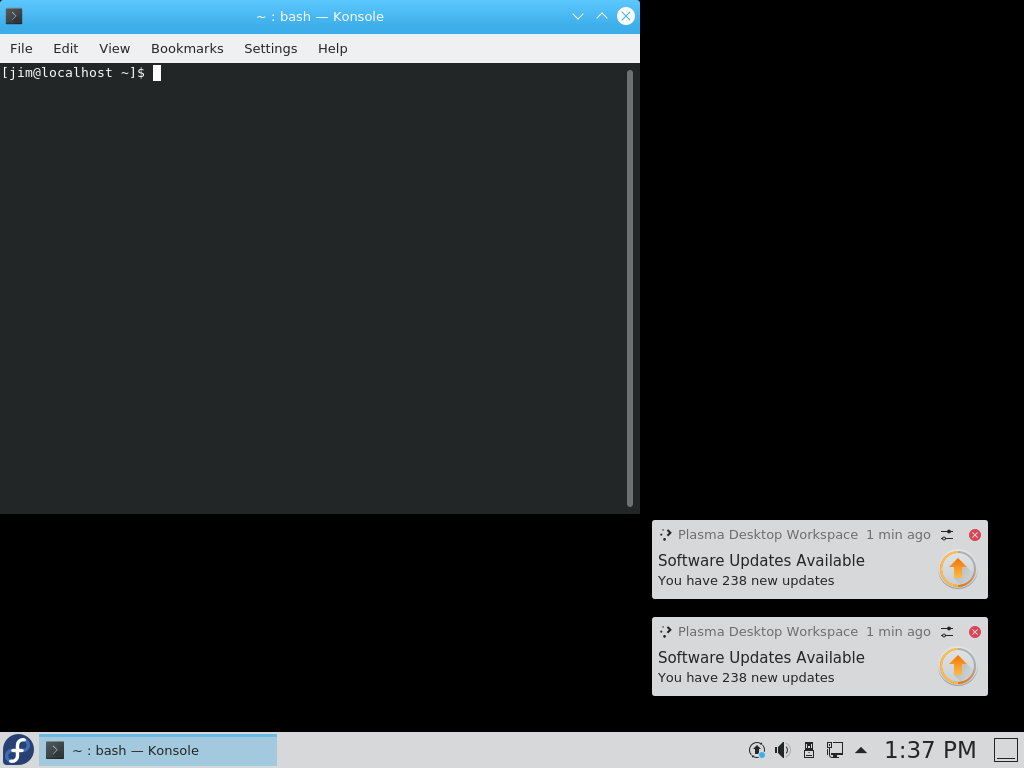 ~ : bash — Konsole
File Edit View Bookmarks Settings Help
[jim@localhost ~]$
Plasma Desktop Workspace 1 min ago
Software Updates Available
You have 238 new updates
Plasma Desktop Workspace 1 min ago
Software Updates Available
You have 238 new updates
~ : bash — Konsole
1:37 PM